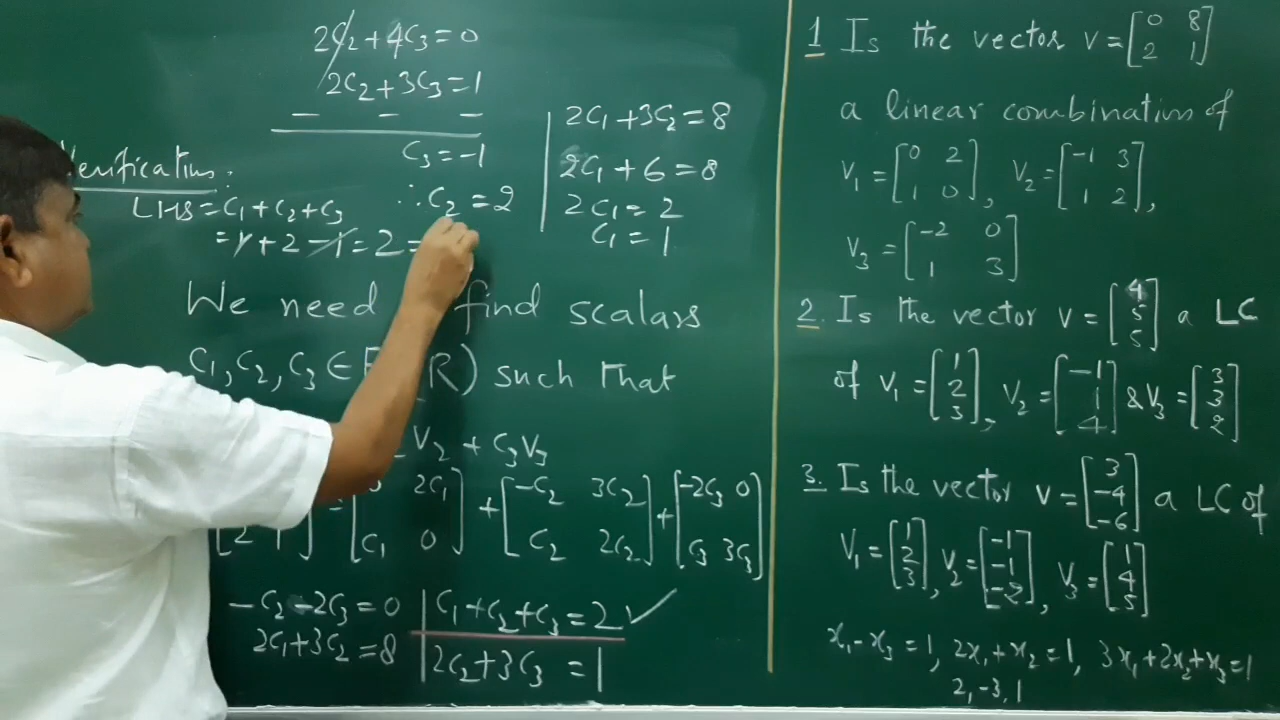 2C₂ + 4C₃ = 0
2C₂ + 3C₃ = 1
− − −
C₃ = −1
∴ C₂ = 2
2C₁ + 3C₂ = 8
2C₁ + 6 = 8
2C₁ = 2
C₁ = 1
Verification:
LHS = C₁ + C₂ + C₃
= 1 + 2 − 1 = 2 =
We need find scalars
C₁, C₂, C₃ ∈ R) such that
V₂ + C₃V₃
2C₁
C₁ 0
+ [−C₂ 3C₂
C₂ 2C₂]
+ [−2C₃ 0
C₃ 3C₃]
2 1
−C₂ − 2C₃ = 0
2C₁ + 3C₂ = 8
C₁ + C₂ + C₃ = 2 ✓
2C₂ + 3C₃ = 1
1 Is the vector V = [0 8
2 1]
a linear combination of
V₁ = [0 2
1 0], V₂ = [−1 3
1 2],
V₃ = [−2 0
1 3]
2. Is the vector V = [4
5
5] a LC
of V₁ = [1
2
3], V₂ = [−1
1
4] & V₃ = [3
3
2]
3. Is the vector V = [3
−4
−6] a LC of
V₁ = [1
2
3], V₂ = [−1
−1
−2], V₃ = [1
4
5]
x₁ − x₃ = 1, 2x₁ + x₂ = 1, 3x₁ + 2x₂ + x₃ = 1
2, −3, 1